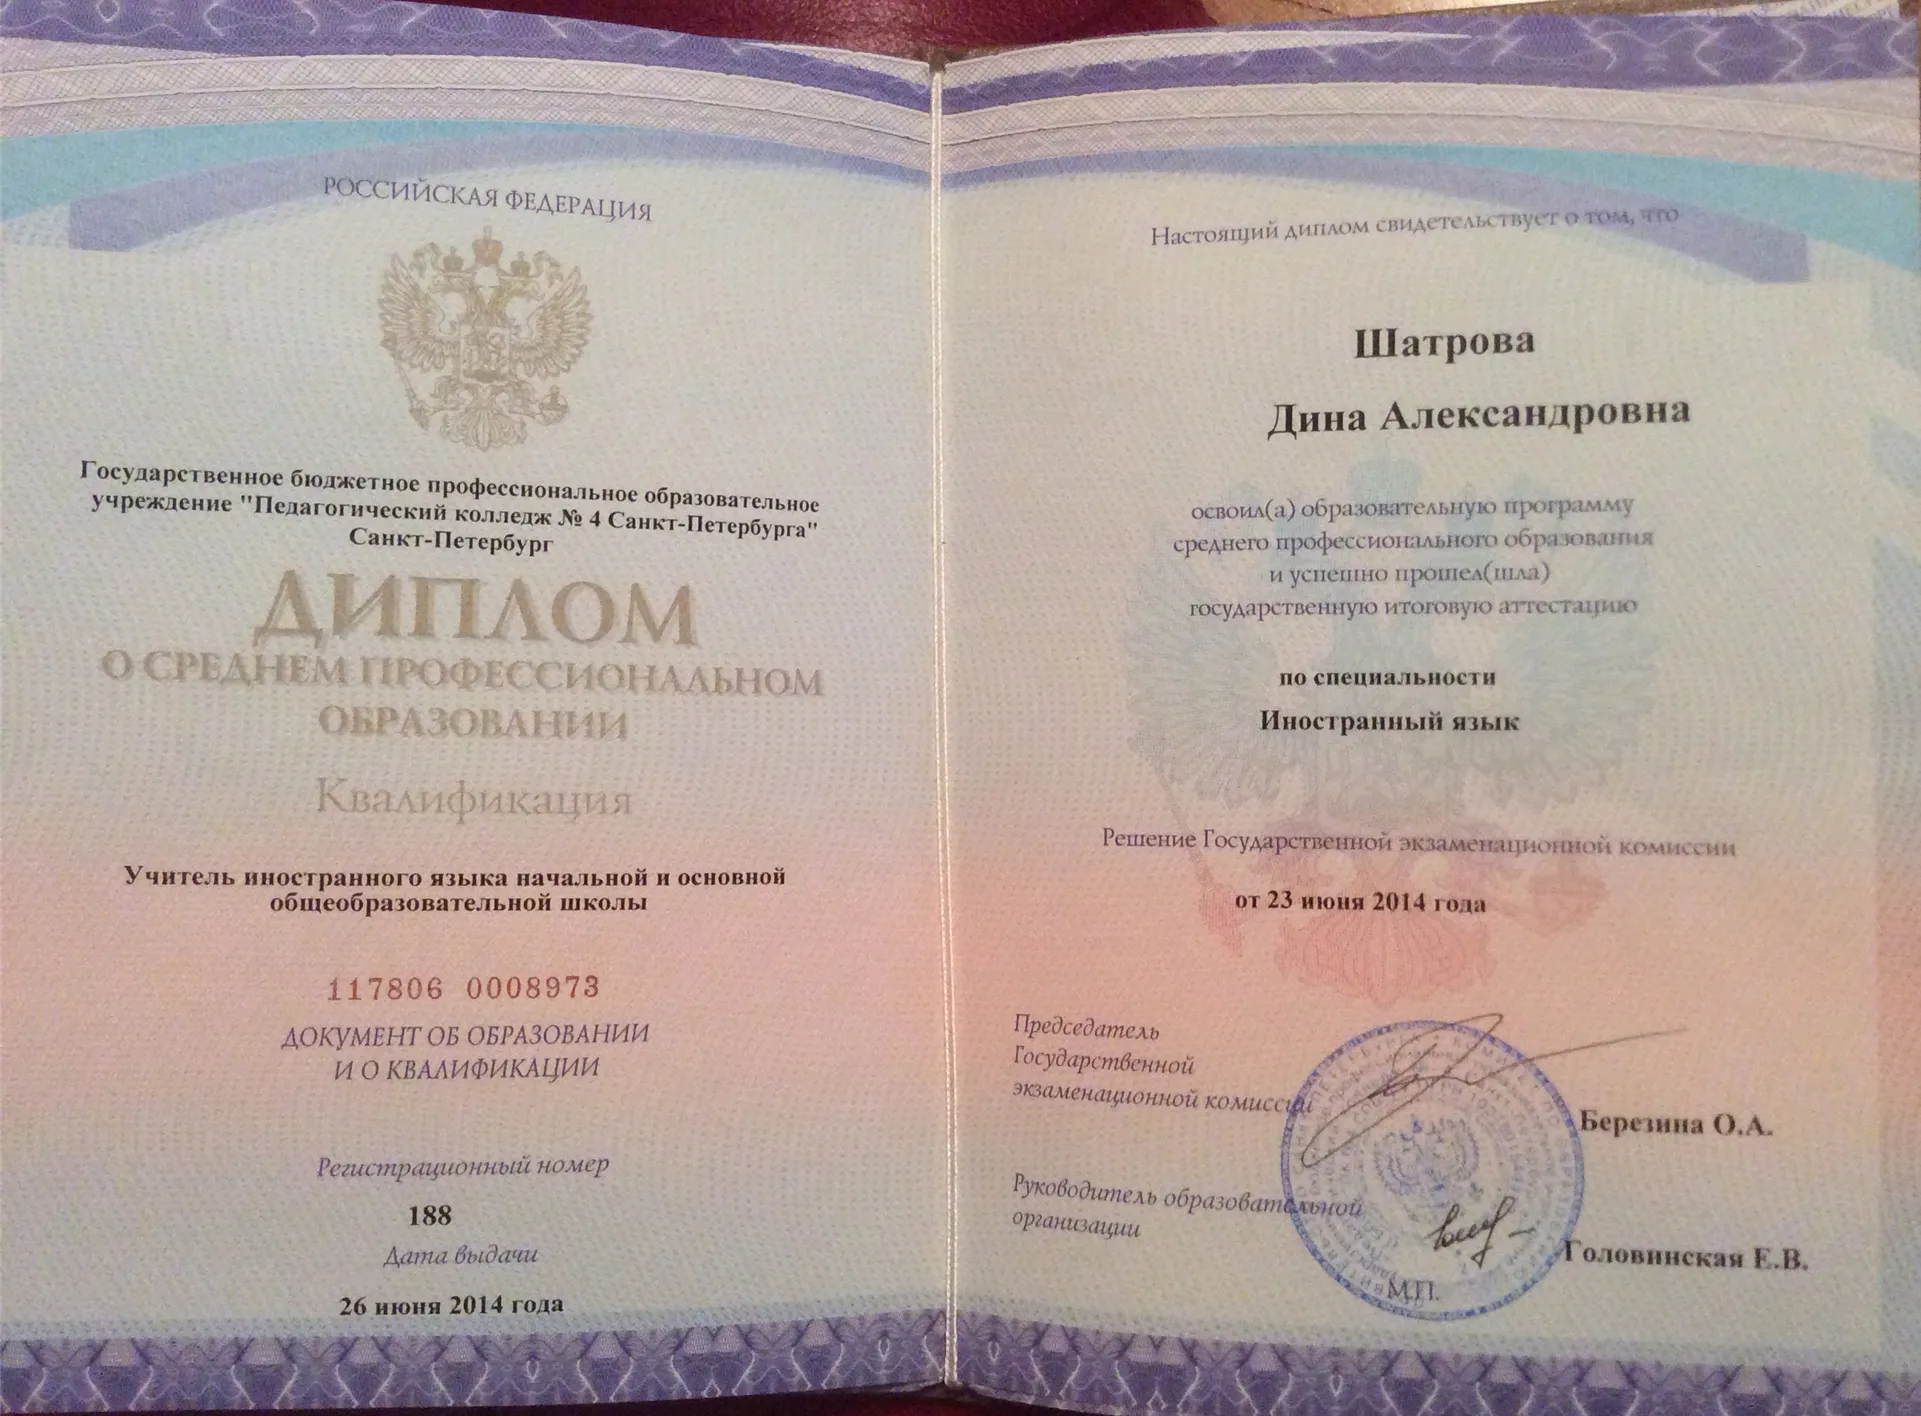 РОССИЙСКАЯ ФЕДЕРАЦИЯ
Государственное бюджетное профессиональное образовательное
учреждение "Педагогический колледж № 4 Санкт-Петербурга"
Санкт-Петербург
ДИПЛОМ
О СРЕДНЕМ ПРОФЕССИОНАЛЬНОМ
ОБРАЗОВАНИИ
Квалификация
Учитель иностранного языка начальной и основной
общеобразовательной школы
117806 0008973
ДОКУМЕНТ ОБ ОБРАЗОВАНИИ
И О КВАЛИФИКАЦИИ
Регистрационный номер
188
Дата выдачи
26 июня 2014 года
Настоящий диплом свидетельствует о том, что
Шатрова
Дина Александровна
освоил(а) образовательную программу
среднего профессионального образования
и успешно прошел(шла)
государственную итоговую аттестацию
по специальности
Иностранный язык
Решение Государственной экзаменационной комиссии
от 23 июня 2014 года
Председатель
Государственной
экзаменационной комиссии
Березина О.А.
Руководитель образовательной
организации
Головинская Е.В.
М.П.